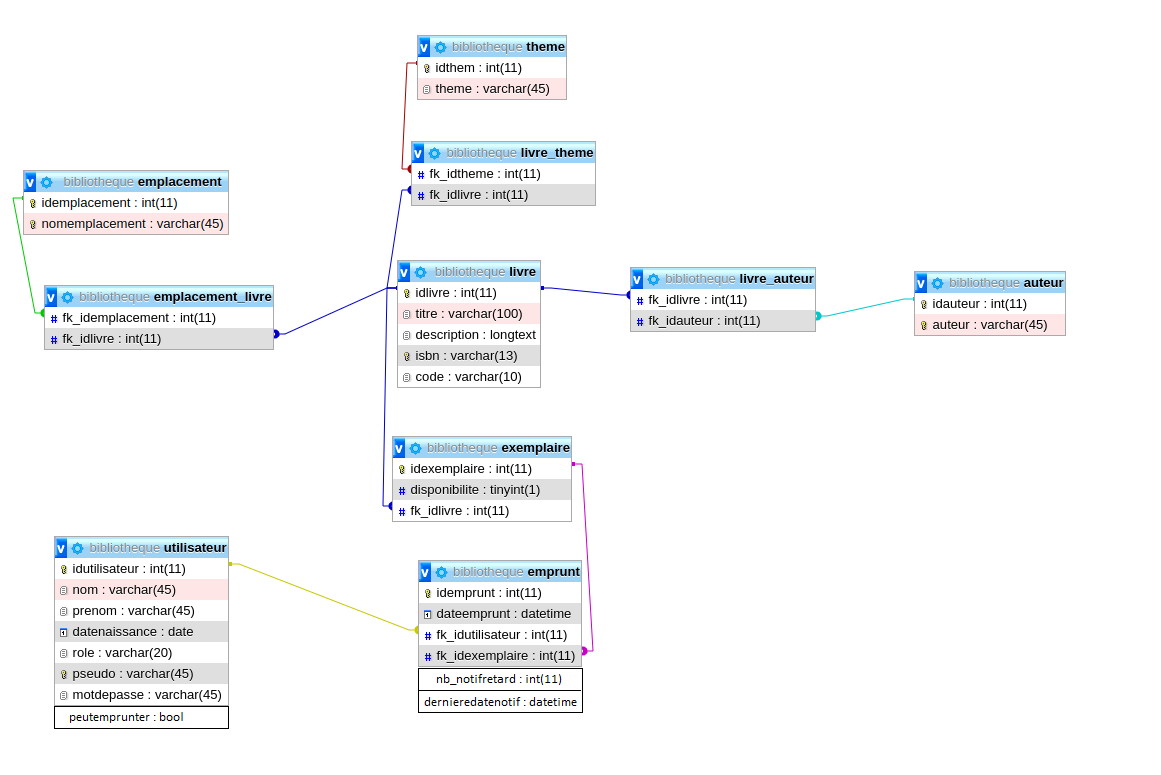 v bibliotheque theme
idthem : int(11)
theme : varchar(45)
v bibliotheque livre_theme
# fk_idtheme : int(11)
# fk_idlivre : int(11)
v bibliotheque emplacement
idemplacement : int(11)
nomemplacement : varchar(45)
v bibliotheque emplacement_livre
# fk_idemplacement : int(11)
# fk_idlivre : int(11)
v bibliotheque livre
idlivre : int(11)
titre : varchar(100)
description : longtext
isbn : varchar(13)
code : varchar(10)
v bibliotheque livre_auteur
# fk_idlivre : int(11)
# fk_idauteur : int(11)
v bibliotheque auteur
idauteur : int(11)
auteur : varchar(45)
v bibliotheque exemplaire
idexemplaire : int(11)
# disponibilite : tinyint(1)
# fk_idlivre : int(11)
v bibliotheque utilisateur
idutilisateur : int(11)
nom : varchar(45)
prenom : varchar(45)
datenaissance : date
role : varchar(20)
pseudo : varchar(45)
motdepasse : varchar(45)
peutemprunter : bool
v bibliotheque emprunt
idemprunt : int(11)
dateemprunt : datetime
# fk_idutilisateur : int(11)
# fk_idexemplaire : int(11)
nb_notifretard : int(11)
dernieredatenotif : datetime